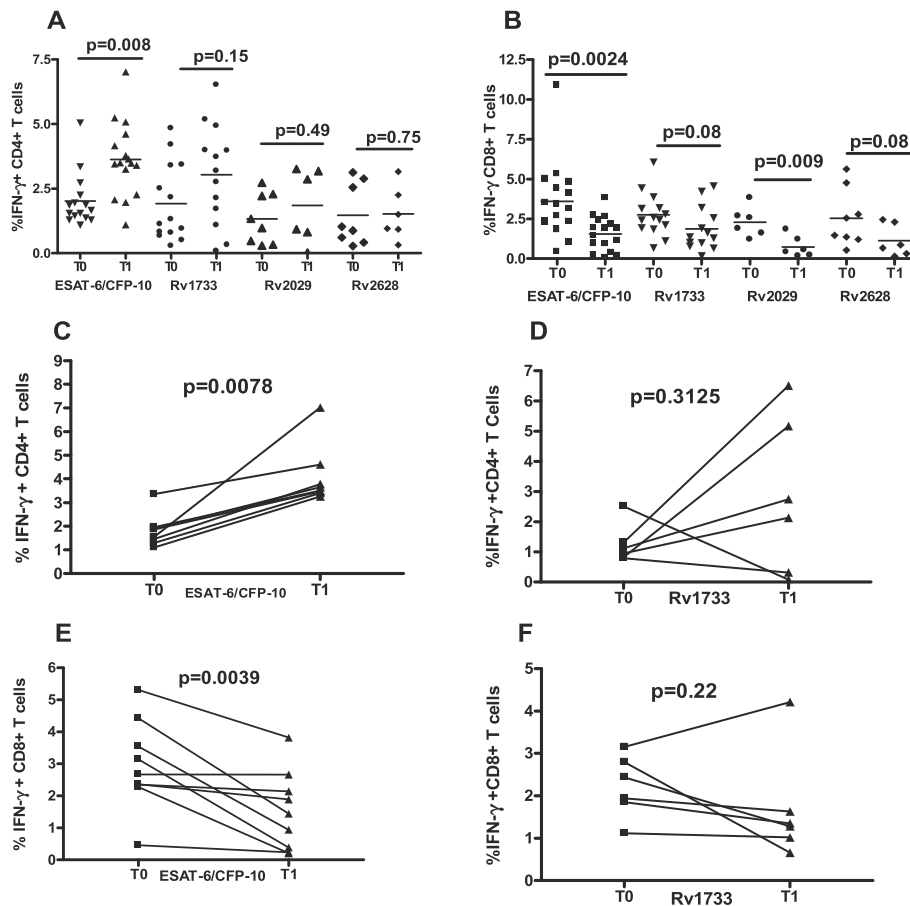 A
p=0.008
p=0.15
p=0.49
p=0.75
%IFN-γ+ CD4+ T cells
7.5
5.0
2.5
0.0
T0 T1 T0 T1 T0 T1 T0 T1
ESAT-6/CFP-10 Rv1733 Rv2029 Rv2628
B
p=0.0024
p=0.08
p=0.009
p=0.08
%IFN-γ CD8+ T cells
12.5
10.0
7.5
5.0
2.5
0.0
T0 T1 T0 T1 T0 T1 T0 T1
ESAT-6/CFP-10 Rv1733 Rv2029 Rv2628
C
p=0.0078
% IFN-γ + CD4+ T cells
9
8
7
6
5
4
3
2
1
0
T0 ESAT-6/CFP-10 T1
D
p=0.3125
%IFN-γ +CD4+ T Cells
7
6
5
4
3
2
1
0
T0 Rv1733 T1
E
p=0.0039
% IFN-γ + CD8+ T cells
6
5
4
3
2
1
0
T0 ESAT-6/CFP-10 T1
F
p=0.22
%IFN-γ +CD8+ T cells
5
4
3
2
1
0
T0 Rv1733 T1